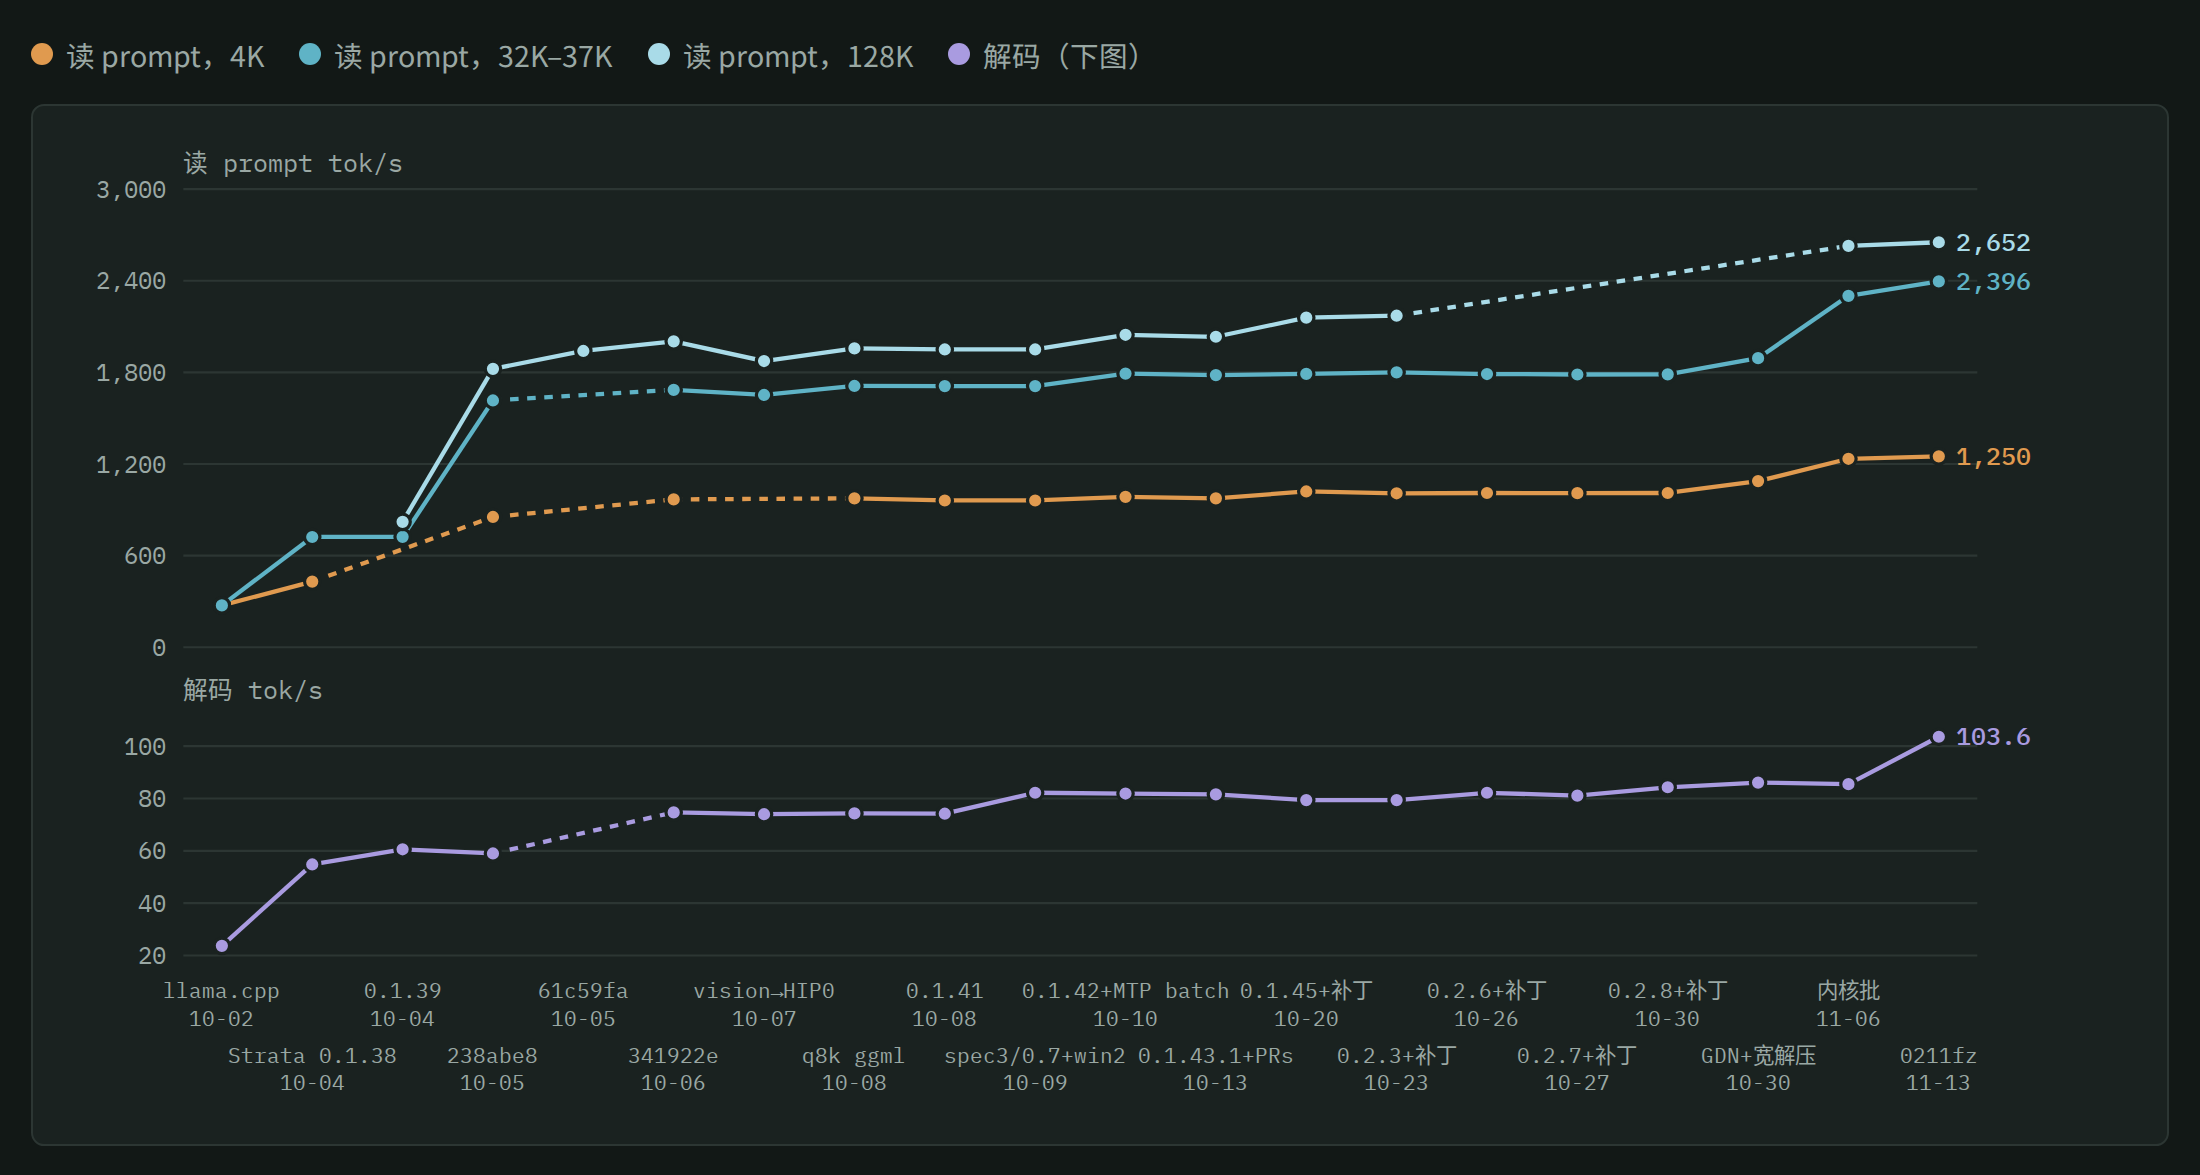 读 prompt，4K
读 prompt，32K–37K
读 prompt，128K
解码（下图）
读 prompt tok/s
3,000
2,400
1,800
1,200
600
0
2,652
2,396
1,250
解码 tok/s
100
80
60
40
20
103.6
llama.cpp
10-02
Strata 0.1.38
10-04
0.1.39
10-04
238abe8
10-05
61c59fa
10-05
341922e
10-06
vision→HIP0
10-07
q8k ggml
10-08
0.1.41
10-08
spec3/0.7+win2
10-09
0.1.42+MTP batch
10-10
0.1.43.1+PRs
10-13
0.1.45+补丁
10-20
0.2.3+补丁
10-23
0.2.6+补丁
10-26
0.2.7+补丁
10-27
0.2.8+补丁
10-30
GDN+宽解压
10-30
内核批
11-06
0211fz
11-13